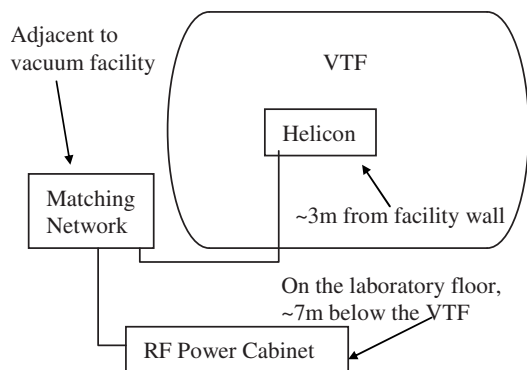 Adjacent to
vacuum facility
VTF
Helicon
Matching
Network
~3m from facility wall
On the laboratory floor,
~7m below the VTF
RF Power Cabinet